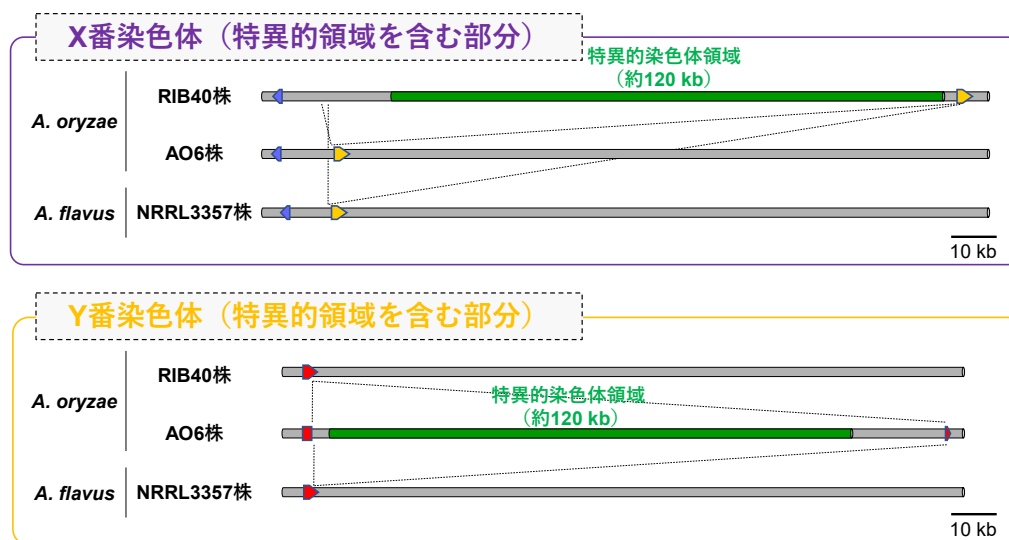 X番染色体（特異的領域を含む部分）
特異的染色体領域
（約120 kb）
RIB40株
A. oryzae
AO6株
A. flavus
NRRL3357株
10 kb
Y番染色体（特異的領域を含む部分）
RIB40株
A. oryzae
特異的染色体領域
（約120 kb）
AO6株
A. flavus
NRRL3357株
10 kb